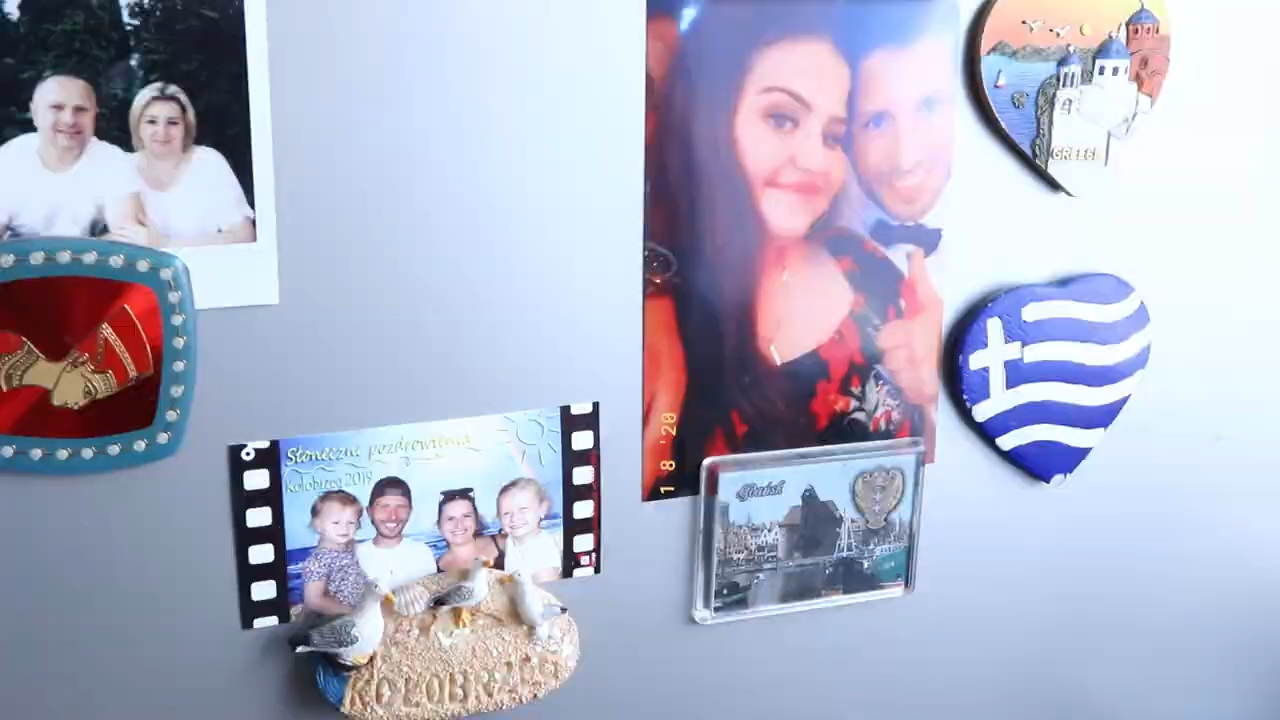 GREECE
Słoneczne pozdrowienia
Kołobrzeg 2019
1 8 '20
Gdańsk
KOŁOBRZEG